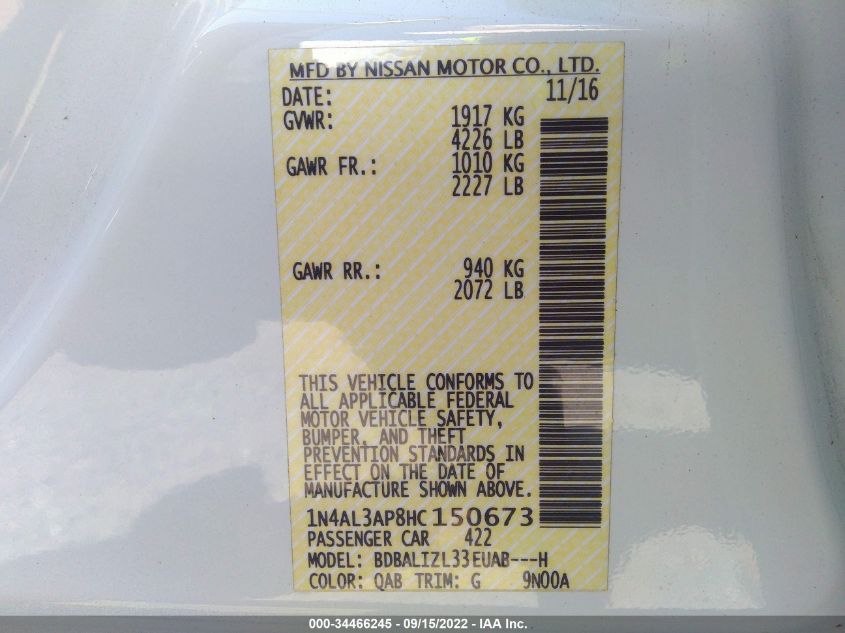 MFD BY NISSAN MOTOR CO., LTD.
DATE: 11/16
GVWR: 1917 KG
4226 LB
GAWR FR.: 1010 KG
2227 LB
GAWR RR.: 940 KG
2072 LB
THIS VEHICLE CONFORMS TO
ALL APPLICABLE FEDERAL
MOTOR VEHICLE SAFETY,
BUMPER, AND THEFT
PREVENTION STANDARDS IN
EFFECT ON THE DATE OF
MANUFACTURE SHOWN ABOVE.
1N4AL3AP8HC150673
PASSENGER CAR 422
MODEL: BDBALIZL33EUAB---H
COLOR: QAB TRIM: G 9N00A
000-34466245 - 09/15/2022 - IAA Inc.